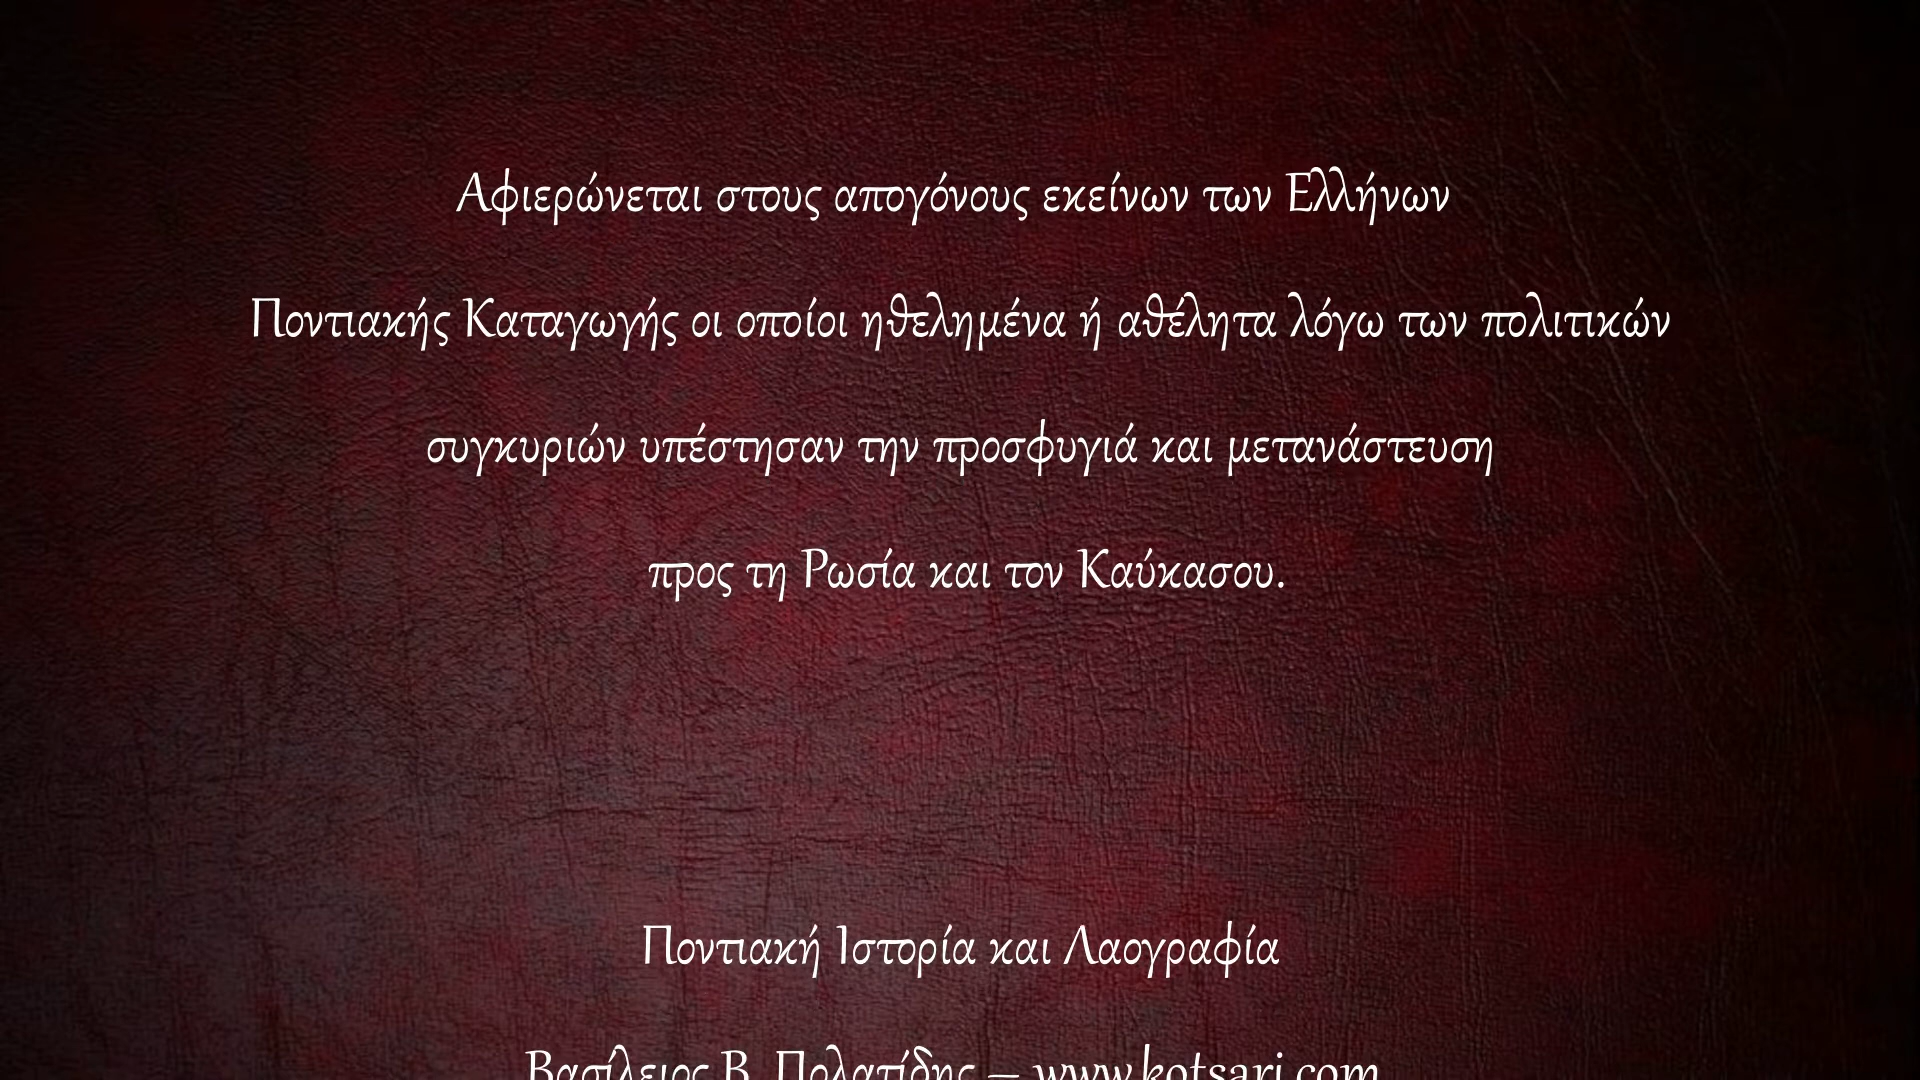 Αφιερώνεται στους απογόνους εκείνων των Ελλήνων
Ποντιακής Καταγωγής οι οποίοι ηθελημένα ή αθέλητα λόγω των πολιτικών
συγκυριών υπέστησαν την προσφυγιά και μετανάστευση
προς τη Ρωσία και τον Καύκασου.
Ποντιακή Ιστορία και Λαογραφία
Βασίλειος Β. Πολατίδης – www.kotsari.com